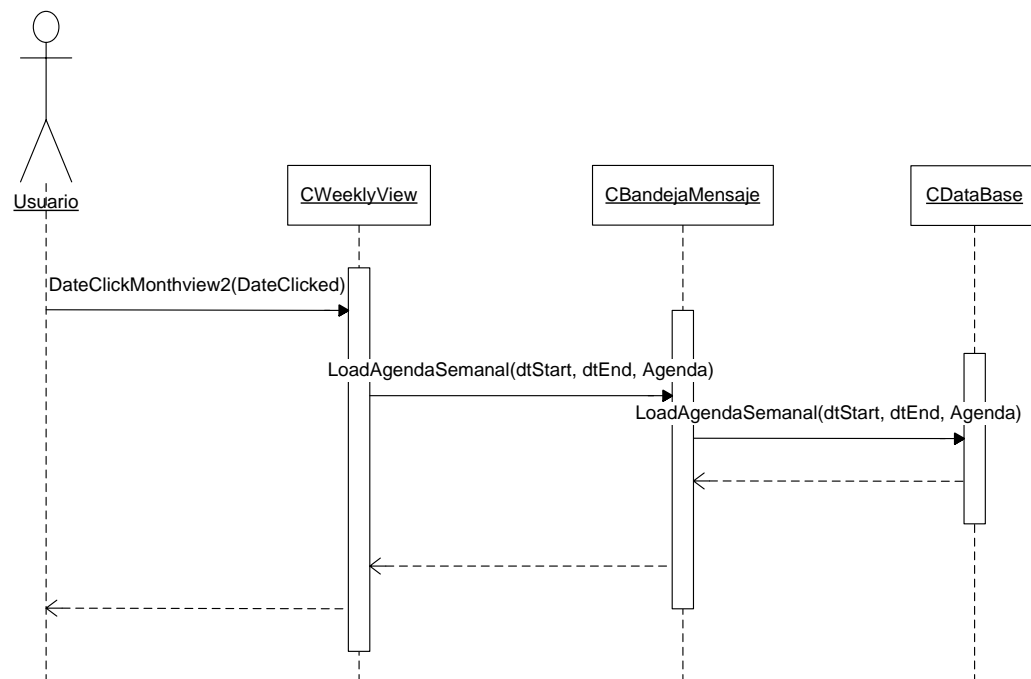 Usuario
CWeeklyView
CBandejaMensaje
CDataBase
DateClickMonthview2(DateClicked)
LoadAgendaSemanal(dtStart, dtEnd, Agenda)
LoadAgendaSemanal(dtStart, dtEnd, Agenda)